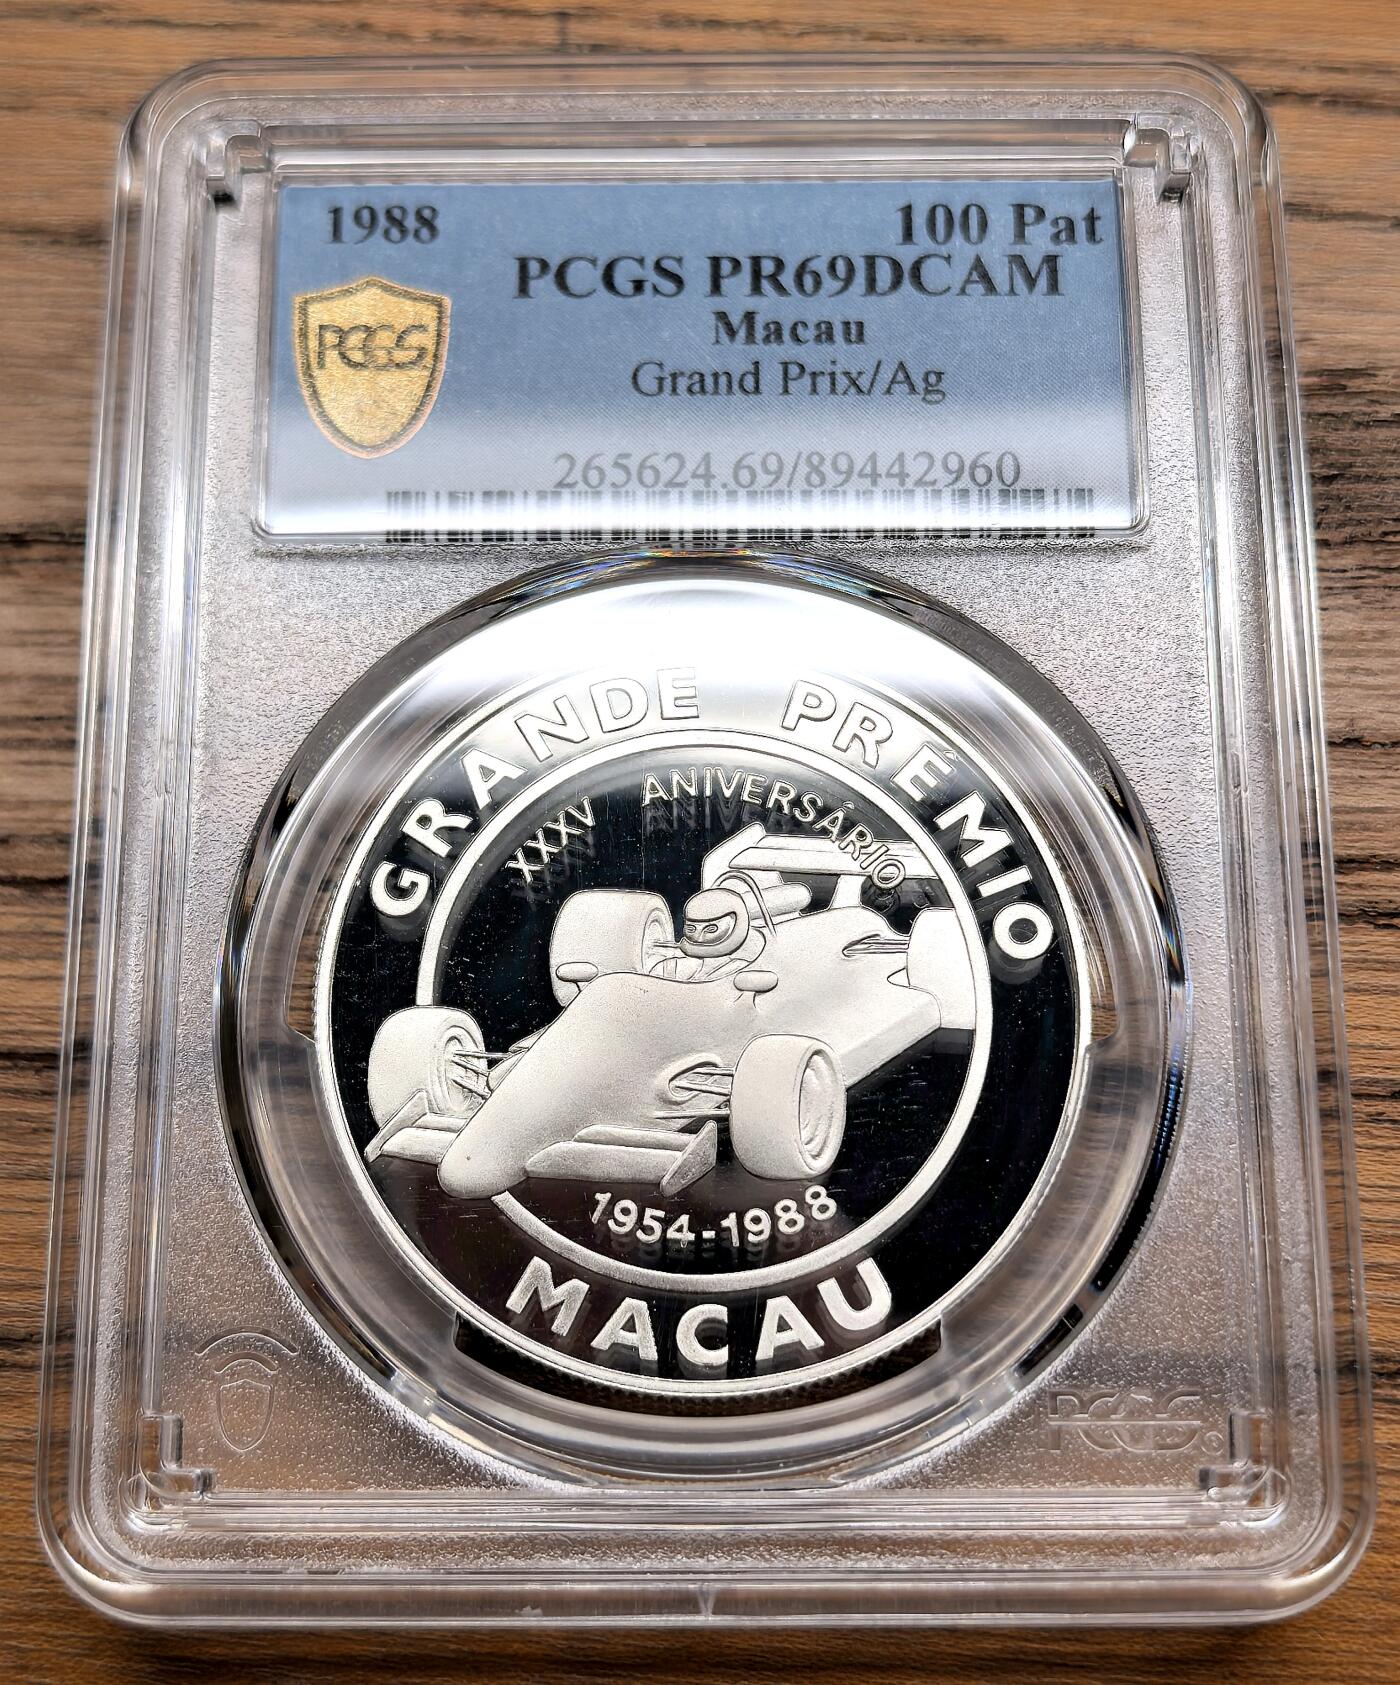 1988
100 Pat
PCGS PR69DCAM
Macau
PCGS
Grand Prix/Ag
265624.69/89442960
GRANDE PRÉMIO
XXXV ANIVERSÁRIO
1954-1988
MACAU
PCGS